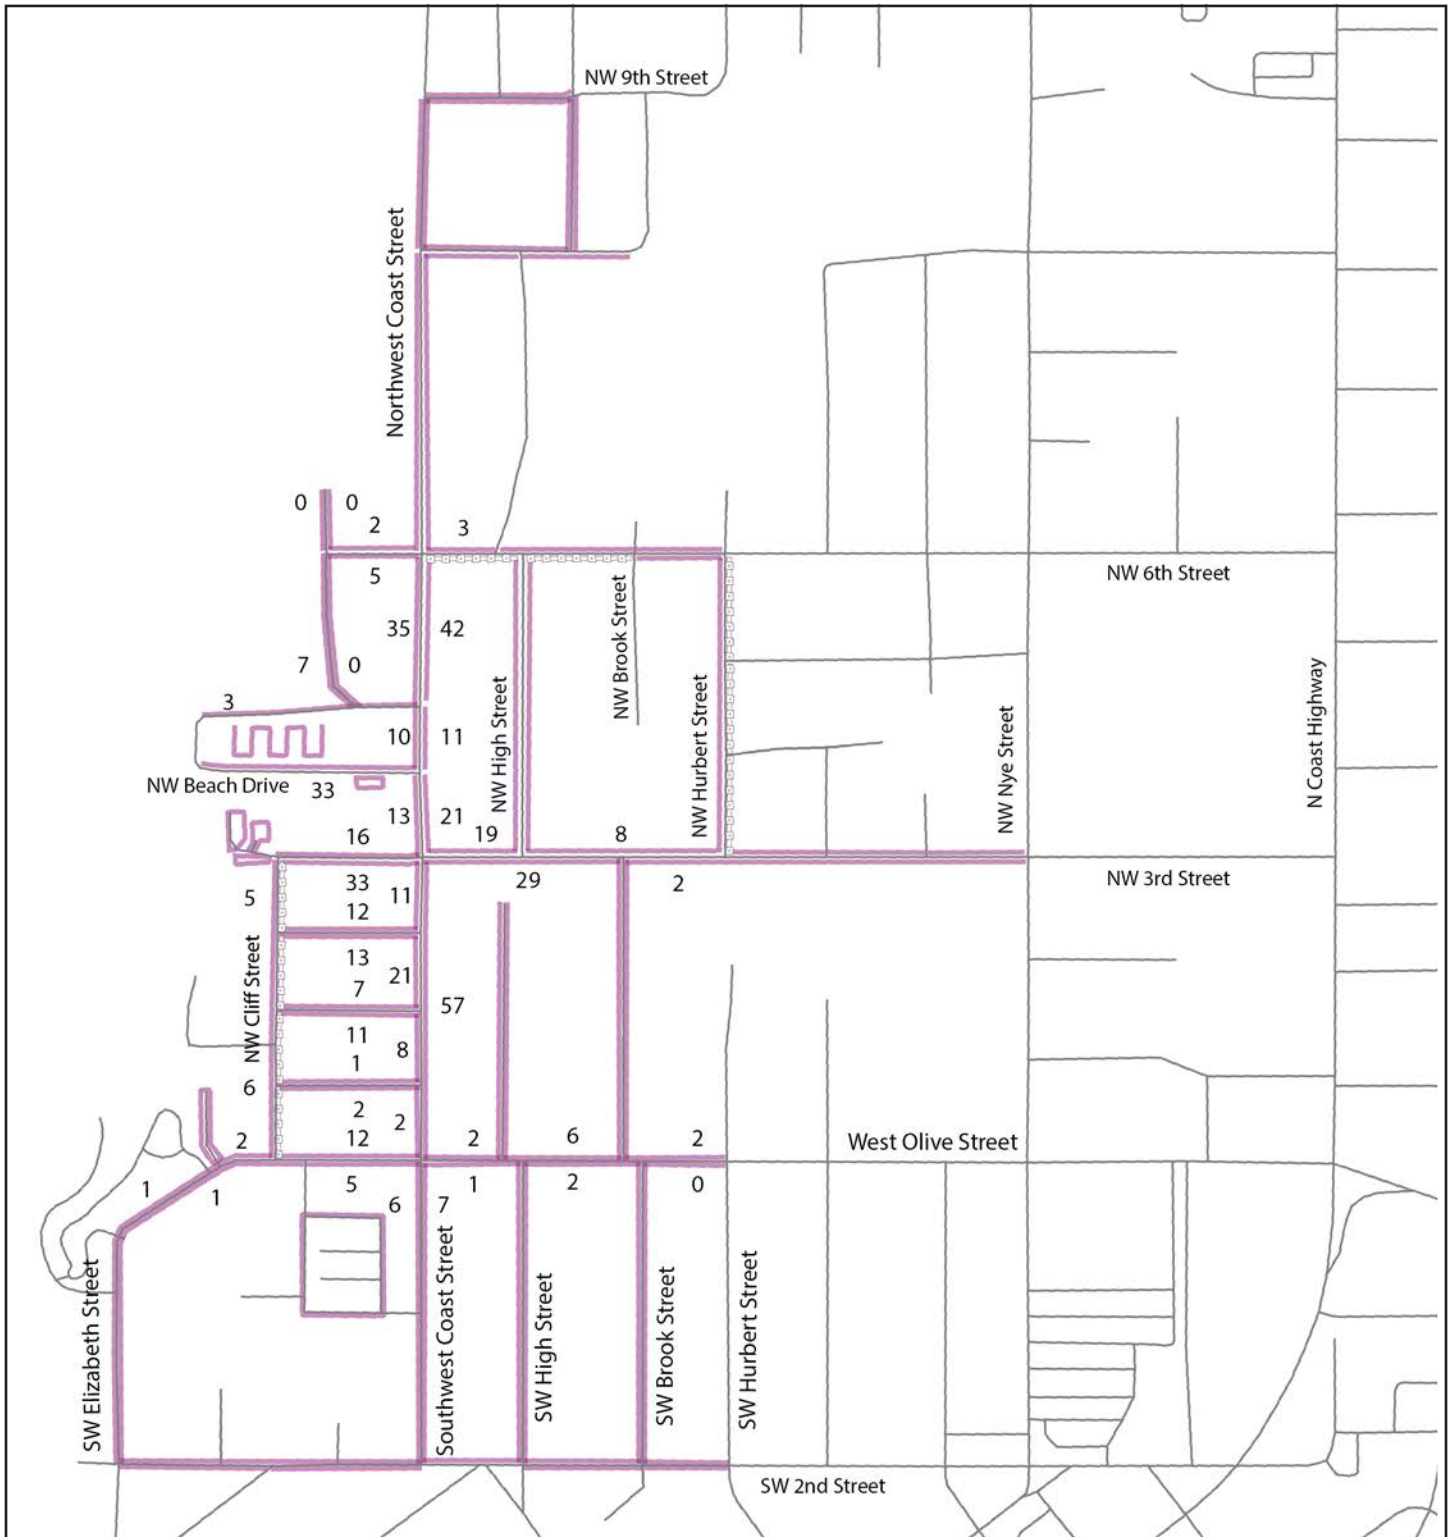 NW 9th Street
Northwest Coast Street
0
0
2
3
5
NW 6th Street
35
42
NW Brook Street
7
0
NW High Street
NW Hurbert Street
NW Nye Street
N Coast Highway
3
10
11
NW Beach Drive
33
13
21
16
19
8
33
11
29
2
NW 3rd Street
5
12
NW Cliff Street
13
21
7
57
11
8
1
6
2
2
2
12
2
6
2
West Olive Street
1
1
5
6
7
1
2
0
SW Elizabeth Street
Southwest Coast Street
SW High Street
SW Brook Street
SW Hurbert Street
SW 2nd Street